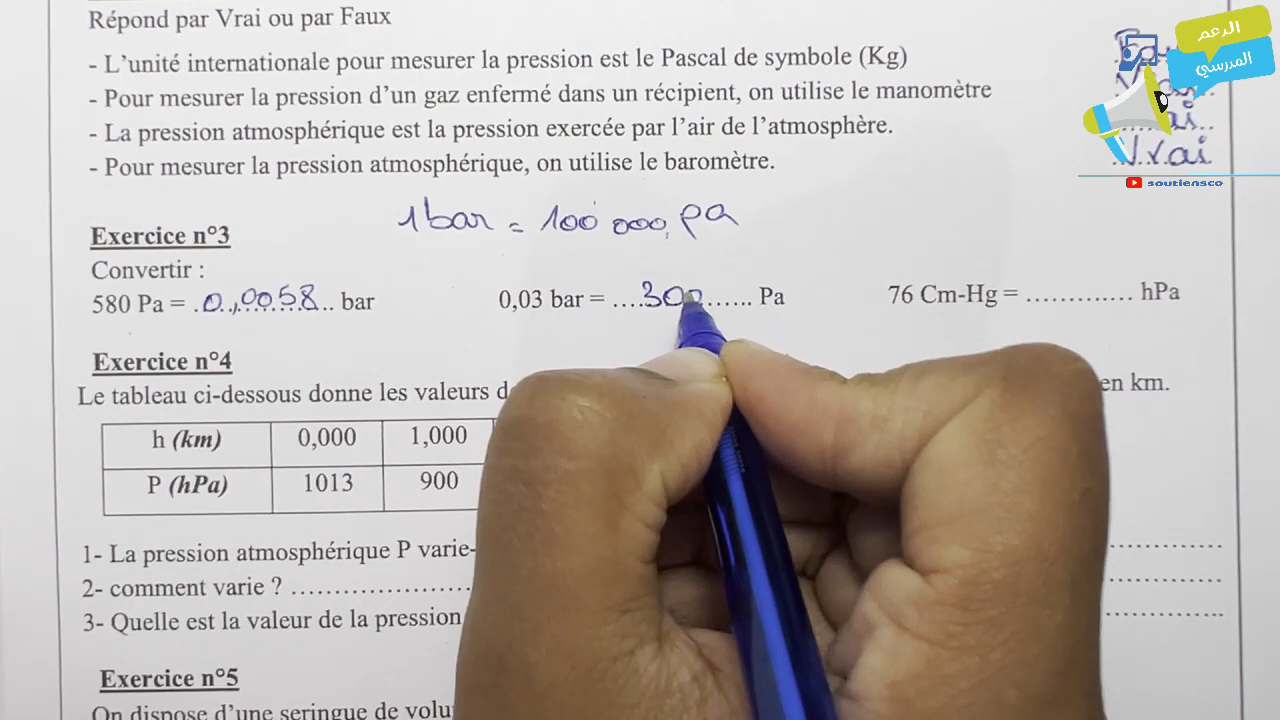 Répond par Vrai ou par Faux
- L’unité internationale pour mesurer la pression est le Pascal de symbole (Kg)
- Pour mesurer la pression d’un gaz enfermé dans un récipient, on utilise le manomètre
- La pression atmosphérique est la pression exercée par l’air de l’atmosphère.
- Pour mesurer la pression atmosphérique, on utilise le baromètre. Vrai
الدعم
المدرسي
soutiensco
1bar = 100 000, pa
Exercice n°3
Convertir :
580 Pa = 0,0058 bar 0,03 bar = 300 Pa 76 Cm-Hg = ............. hPa
Exercice n°4
Le tableau ci-dessous donne les valeurs en km.
h (km) 0,000 1,000
P (hPa) 1013 900
1- La pression atmosphérique P varie-
2- comment varie ? .....................
3- Quelle est la valeur de la pression
Exercice n°5
On dispose d’une seringue de